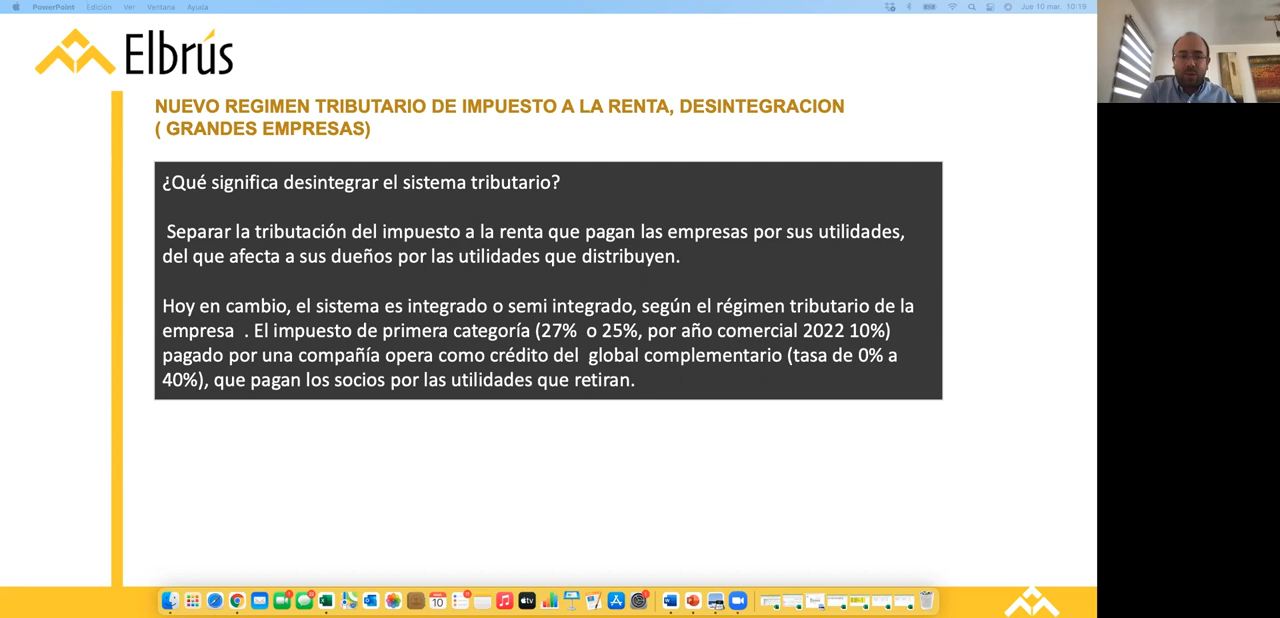 PowerPoint Edición Ver Ventana Ayuda
Jue 10 mar. 10:19
Elbrús
NUEVO REGIMEN TRIBUTARIO DE IMPUESTO A LA RENTA, DESINTEGRACION
( GRANDES EMPRESAS)
¿Qué significa desintegrar el sistema tributario?
Separar la tributación del impuesto a la renta que pagan las empresas por sus utilidades,
del que afecta a sus dueños por las utilidades que distribuyen.
Hoy en cambio, el sistema es integrado o semi integrado, según el régimen tributario de la
empresa . El impuesto de primera categoría (27% o 25%, por año comercial 2022 10%)
pagado por una compañía opera como crédito del global complementario (tasa de 0% a
40%), que pagan los socios por las utilidades que retiran.
10
tv